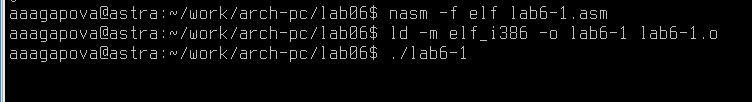 aaagapova@astra:~/work/arch-pc/lab06$ nasm -f elf lab6-1.asm
aaagapova@astra:~/work/arch-pc/lab06$ ld -m elf_i386 -o lab6-1 lab6-1.o
aaagapova@astra:~/work/arch-pc/lab06$ ./lab6-1